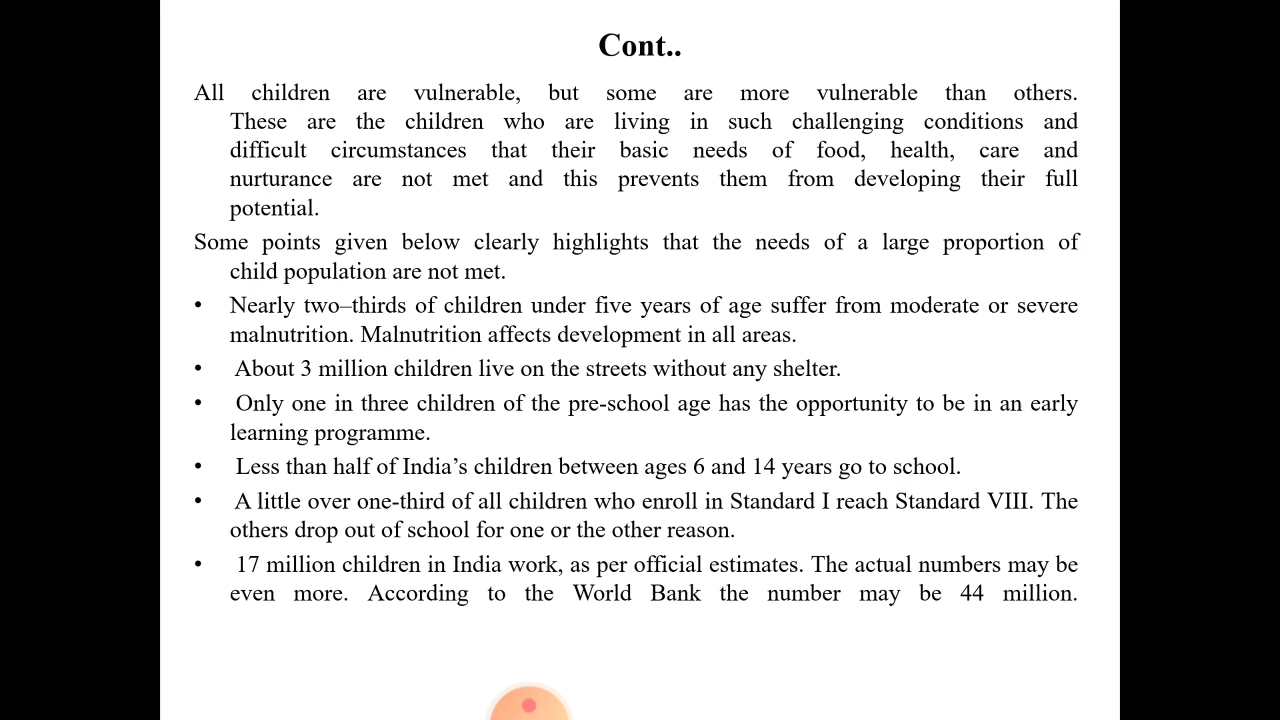 Cont..
All children are vulnerable, but some are more vulnerable than others.
These are the children who are living in such challenging conditions and
difficult circumstances that their basic needs of food, health, care and
nurturance are not met and this prevents them from developing their full
potential.
Some points given below clearly highlights that the needs of a large proportion of
child population are not met.
• Nearly two–thirds of children under five years of age suffer from moderate or severe
malnutrition. Malnutrition affects development in all areas.
• About 3 million children live on the streets without any shelter.
• Only one in three children of the pre-school age has the opportunity to be in an early
learning programme.
• Less than half of India’s children between ages 6 and 14 years go to school.
• A little over one-third of all children who enroll in Standard I reach Standard VIII. The
others drop out of school for one or the other reason.
• 17 million children in India work, as per official estimates. The actual numbers may be
even more. According to the World Bank the number may be 44 million.